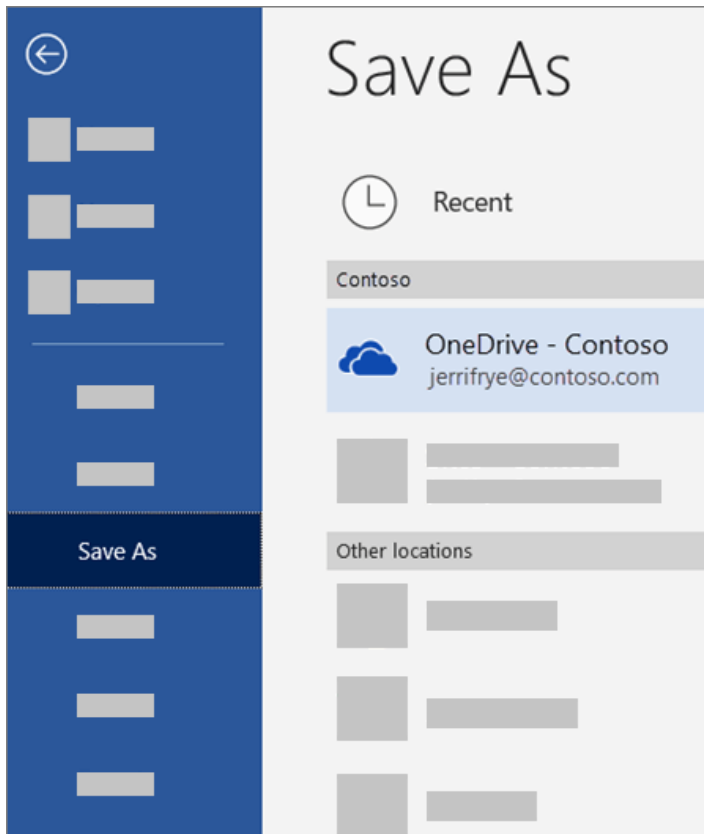 Save As
Recent
Contoso
OneDrive - Contoso
jerrifrye@contoso.com
Save As
Other locations